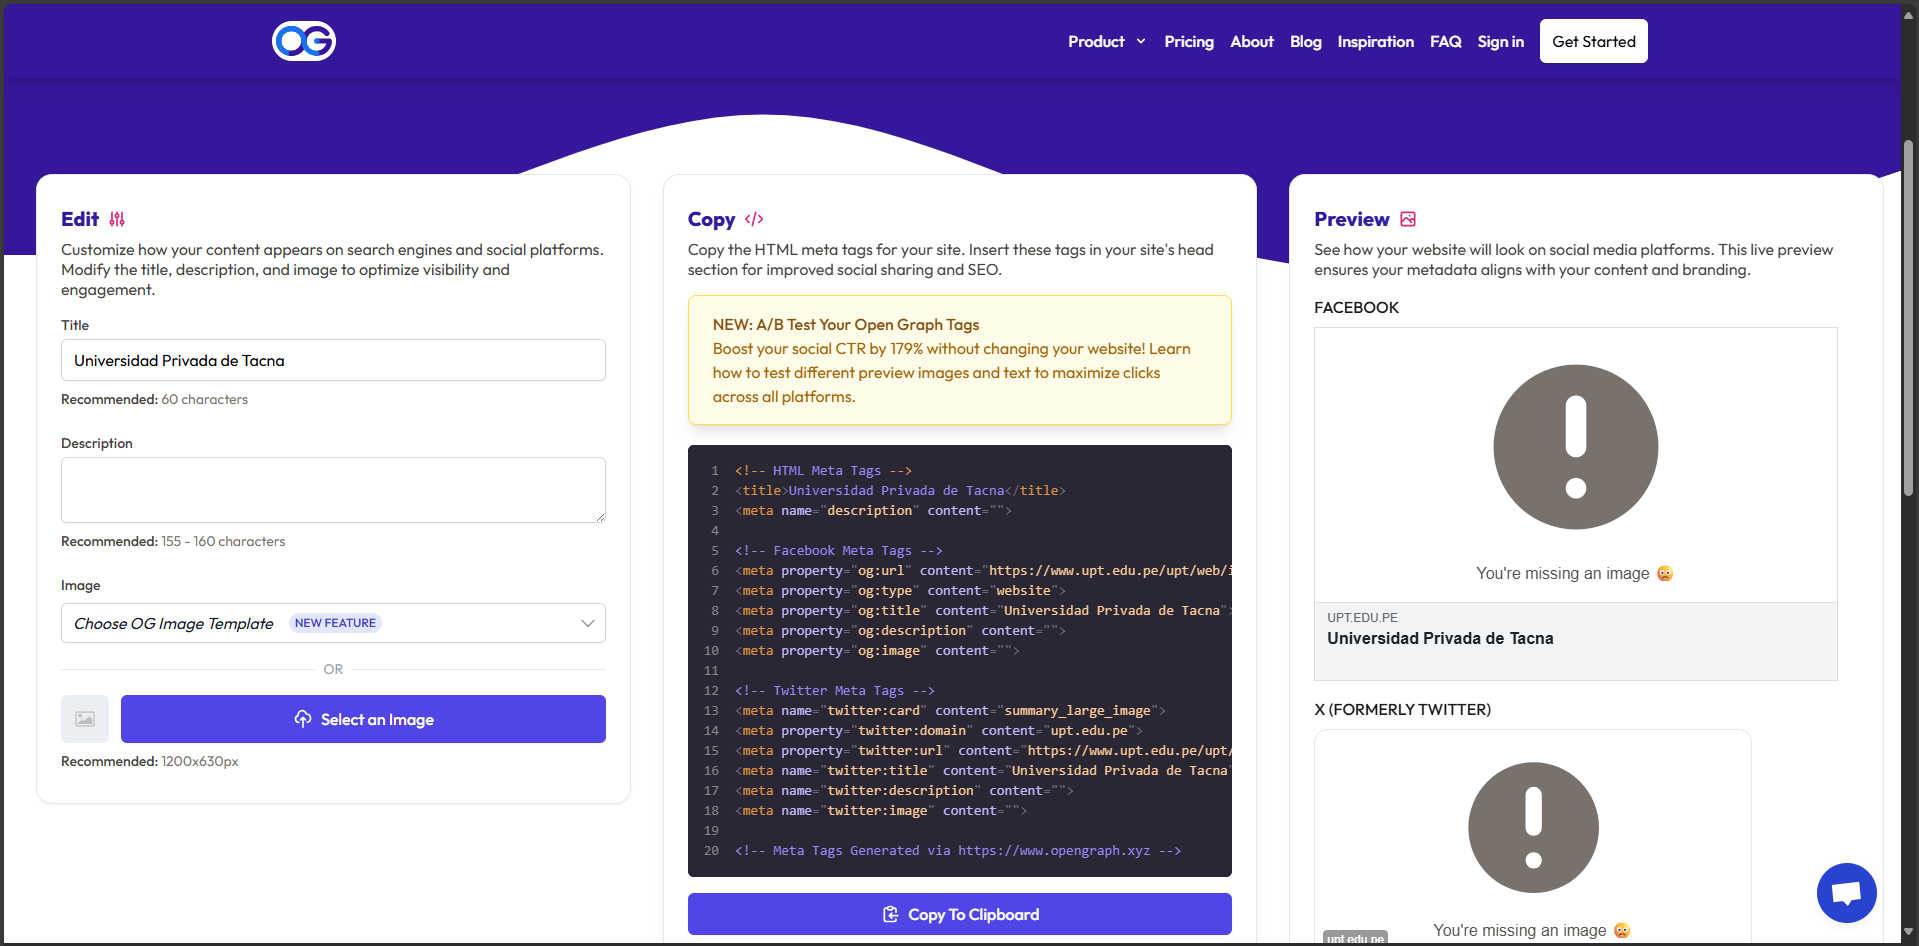 OG
Product Pricing About Blog Inspiration FAQ Sign in Get Started
Edit
Customize how your content appears on search engines and social platforms.
Modify the title, description, and image to optimize visibility and
engagement.
Title
Universidad Privada de Tacna
Recommended: 60 characters
Description
Recommended: 155 - 160 characters
Image
Choose OG Image Template NEW FEATURE
OR
Select an Image
Recommended: 1200x630px
Copy </>
Copy the HTML meta tags for your site. Insert these tags in your site's head
section for improved social sharing and SEO.
NEW: A/B Test Your Open Graph Tags
Boost your social CTR by 179% without changing your website! Learn
how to test different preview images and text to maximize clicks
across all platforms.
1 <!-- HTML Meta Tags -->
2 <title>Universidad Privada de Tacna</title>
3 <meta name="description" content="">
4
5 <!-- Facebook Meta Tags -->
6 <meta property="og:url" content="https://www.upt.edu.pe/upt/web/i
7 <meta property="og:type" content="website">
8 <meta property="og:title" content="Universidad Privada de Tacna">
9 <meta property="og:description" content="">
10 <meta property="og:image" content="">
11
12 <!-- Twitter Meta Tags -->
13 <meta name="twitter:card" content="summary_large_image">
14 <meta property="twitter:domain" content="upt.edu.pe">
15 <meta property="twitter:url" content="https://www.upt.edu.pe/upt/
16 <meta name="twitter:title" content="Universidad Privada de Tacna"
17 <meta name="twitter:description" content="">
18 <meta name="twitter:image" content="">
19
20 <!-- Meta Tags Generated via https://www.opengraph.xyz -->
Copy To Clipboard
Preview
See how your website will look on social media platforms. This live preview
ensures your metadata aligns with your content and branding.
FACEBOOK
You're missing an image
UPT.EDU.PE
Universidad Privada de Tacna
X (FORMERLY TWITTER)
You're missing an image
upt.edu.pe